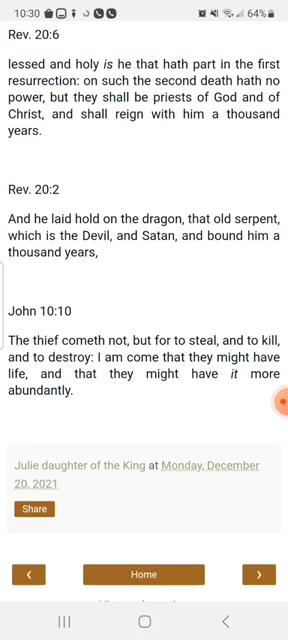 10:30
64%
Rev. 20:6
lessed and holy is he that hath part in the first
resurrection: on such the second death hath no
power, but they shall be priests of God and of
Christ, and shall reign with him a thousand
years.
Rev. 20:2
And he laid hold on the dragon, that old serpent,
which is the Devil, and Satan, and bound him a
thousand years,
John 10:10
The thief cometh not, but for to steal, and to kill,
and to destroy: I am come that they might have
life, and that they might have it more
abundantly.
Julie daughter of the King at Monday, December
20, 2021
Share
Home